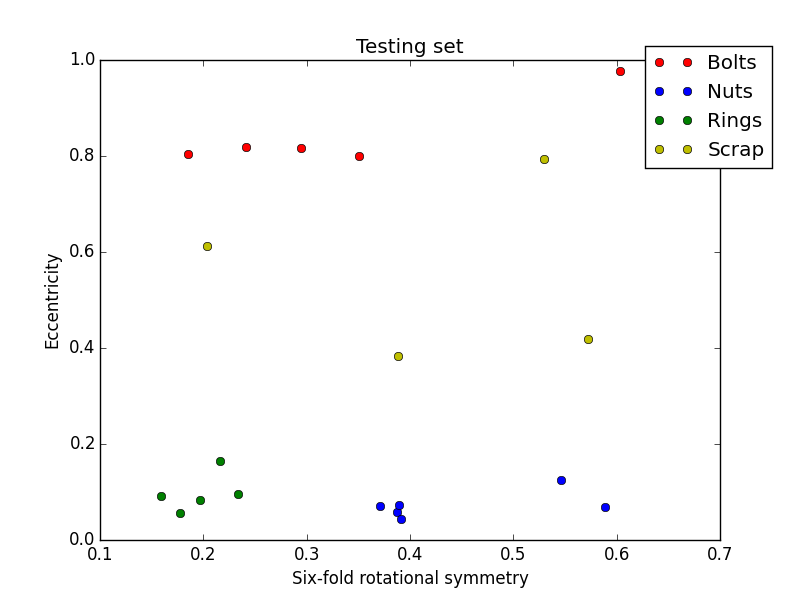 Testing set
Bolts
Nuts
Rings
Scrap
1.0
0.8
0.6
0.4
0.2
0.0
Eccentricity
0.1 0.2 0.3 0.4 0.5 0.6 0.7
Six-fold rotational symmetry